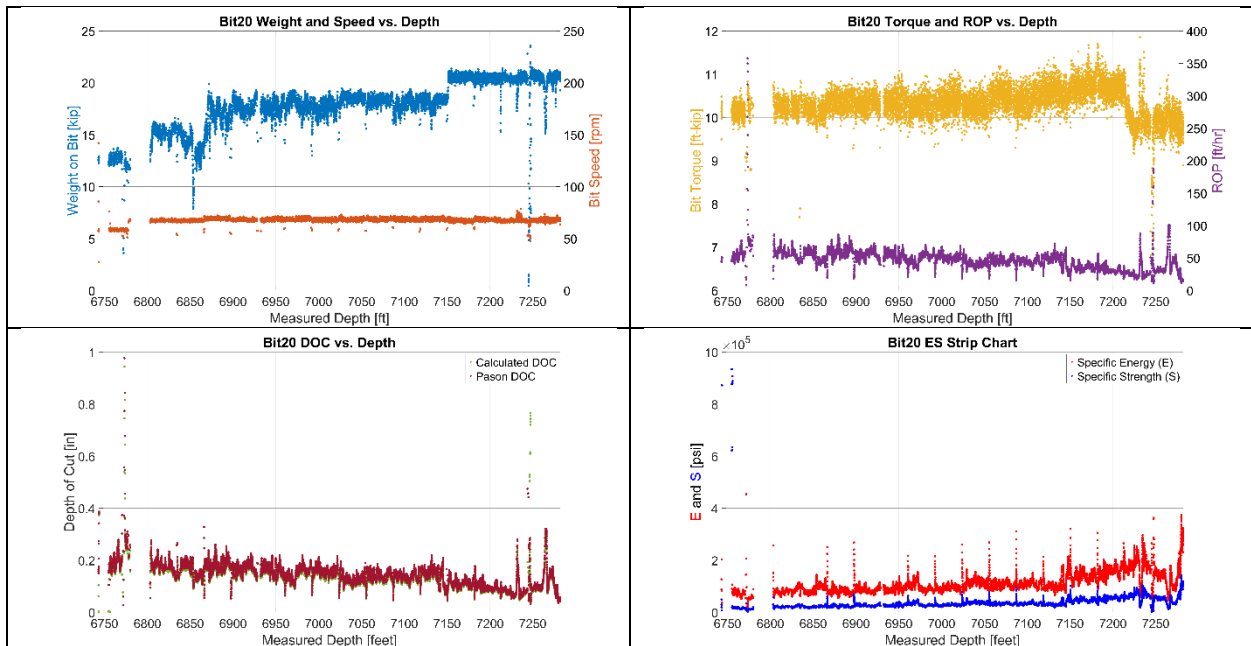 Bit20 Weight and Speed vs. Depth
25
20
15
10
5
0
Weight on Bit [kip]
250
200
150
100
50
0
Bit Speed [rpm]
6750 6800 6850 6900 6950 7000 7050 7100 7150 7200 7250
Measured Depth [ft]
Bit20 Torque and ROP vs. Depth
12
11
10
9
8
7
6
Bit Torque [ft-kip]
400
350
300
250
200
150
100
50
0
ROP [ft/hr]
6750 6800 6850 6900 6950 7000 7050 7100 7150 7200 7250
Measured Depth [ft]
Bit20 DOC vs. Depth
Calculated DOC
Pason DOC
1
0.8
0.6
0.4
0.2
0
Depth of Cut [in]
6750 6800 6850 6900 6950 7000 7050 7100 7150 7200 7250
Measured Depth [feet]
Bit20 ES Strip Chart
×10^5
Specific Energy (E)
Specific Strength (S)
10
8
6
4
2
0
E and S [psi]
6750 6800 6850 6900 6950 7000 7050 7100 7150 7200 7250
Measured Depth [feet]